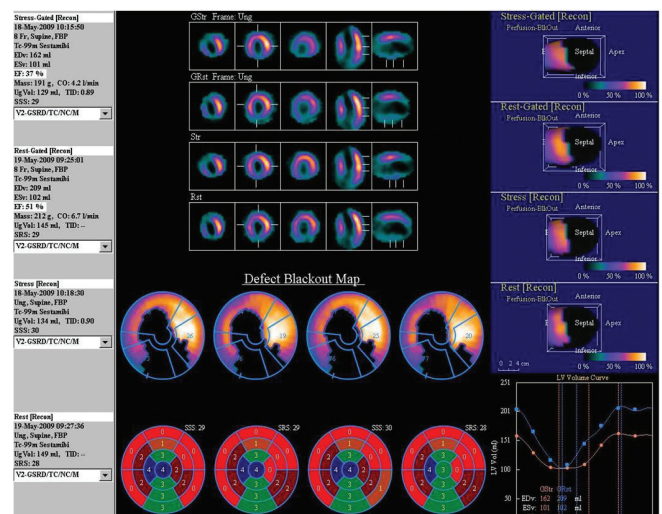 Stress-Gated [Recon]
18-May-2009 10:15:50
8 Fr, Supine, FBP
Tc-99m Sestamibi
EDv: 162 ml
ESv: 101 ml
EF: 37 %
Mass: 191 g, CO: 4.2 l/min
UgVol: 129 ml, TID: 0.89
SSS: 29
V2-GSRD/TC/NC/M
Rest-Gated [Recon]
19-May-2009 09:25:01
8 Fr, Supine, FBP
Tc-99m Sestamibi
EDv: 209 ml
ESv: 102 ml
EF: 51 %
Mass: 212 g, CO: 6.7 l/min
UgVol: 145 ml, TID: --
SRS: 29
V2-GSRD/TC/NC/M
Stress [Recon]
18-May-2009 10:18:30
Ung, Supine, FBP
Tc-99m Sestamibi
UgVol: 134 ml, TID: 0.90
SSS: 30
V2-GSRD/TC/NC/M
Rest [Recon]
19-May-2009 09:27:36
Ung, Supine, FBP
Tc-99m Sestamibi
UgVol: 149 ml, TID: --
SRS: 28
V2-GSRD/TC/NC/M
GStr Frame: Ung
GRst Frame: Ung
Str
Rst
Defect Blackout Map
26 19 25 20
SSS: 29 SRS: 29 SSS: 30 SRS: 28
Stress-Gated [Recon]
Perfusion-BlkOut Anterior
Septal Apex
Inferior
0 % 50 % 100 %
Rest-Gated [Recon]
Perfusion-BlkOut Anterior
Septal Apex
Inferior
0 % 50 % 100 %
Stress [Recon]
Perfusion-BlkOut Anterior
Septal Apex
Inferior
0 % 50 % 100 %
Rest [Recon]
Perfusion-BlkOut Anterior
Septal Apex
Inferior
0 2 4 cm 0 % 50 % 100 %
LV Volume Curve
LV Vol (ml)
251
201
151
100
50
GStr GRst
EDv: 162 209 ml
ESv: 101 102 ml